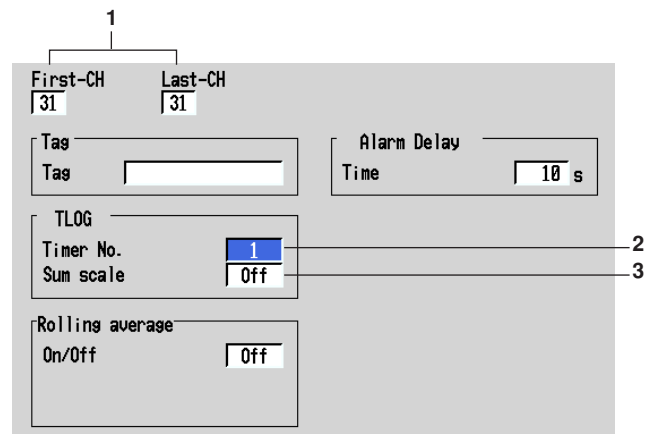 1
First-CH Last-CH
31 31
Tag
Tag
Alarm Delay
Time 10 s
TLOG
Timer No. 1 2
Sum scale Off 3
Rolling average
On/Off Off